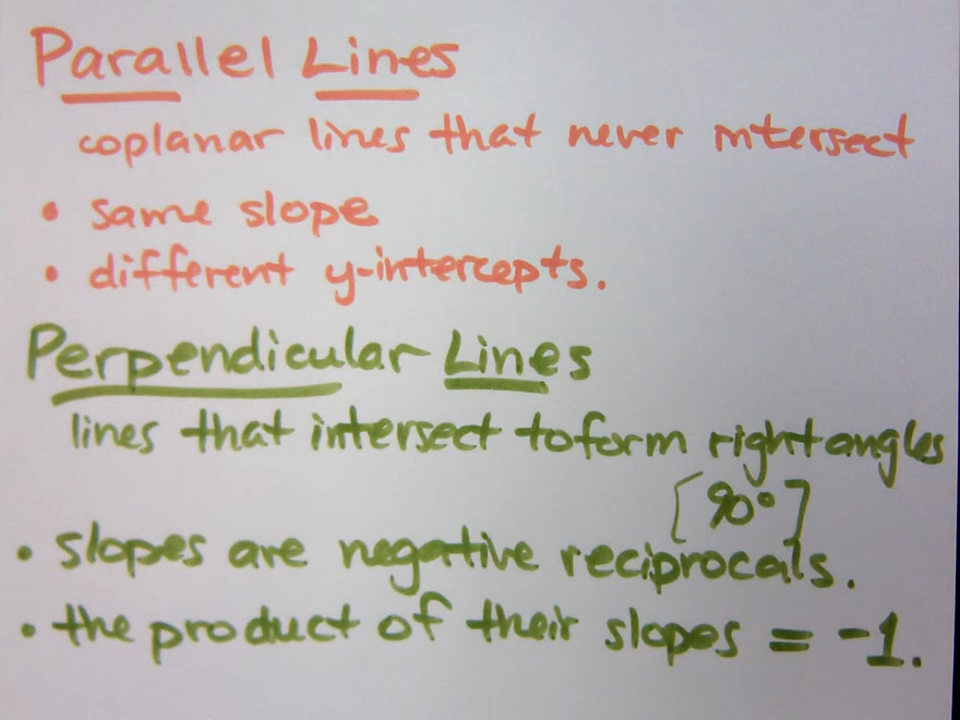 Parallel Lines
coplanar lines that never intersect
• same slope
• different y-intercepts.
Perpendicular Lines
lines that intersect to form right angles
[90°]
• slopes are negative reciprocals.
• the product of their slopes = -1.